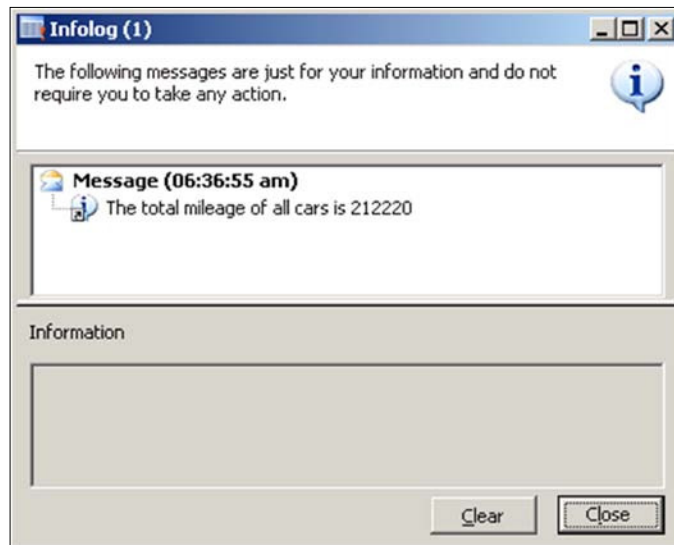 Infolog (1)
The following messages are just for your information and do not
require you to take any action.
Message (06:36:55 am)
The total mileage of all cars is 212220
Information
Clear
Close